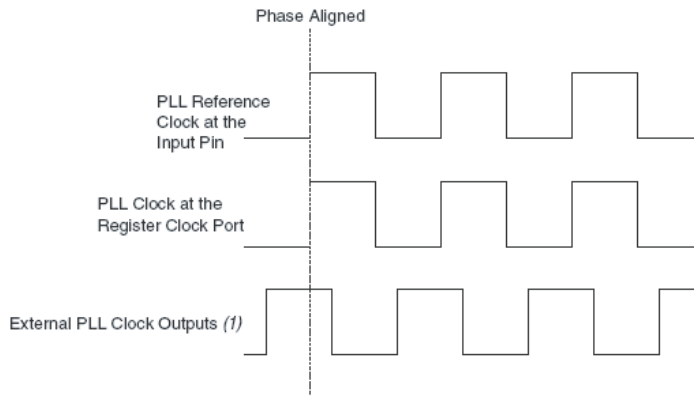 Phase Aligned
PLL Reference
Clock at the
Input Pin
PLL Clock at the
Register Clock Port
External PLL Clock Outputs (1)